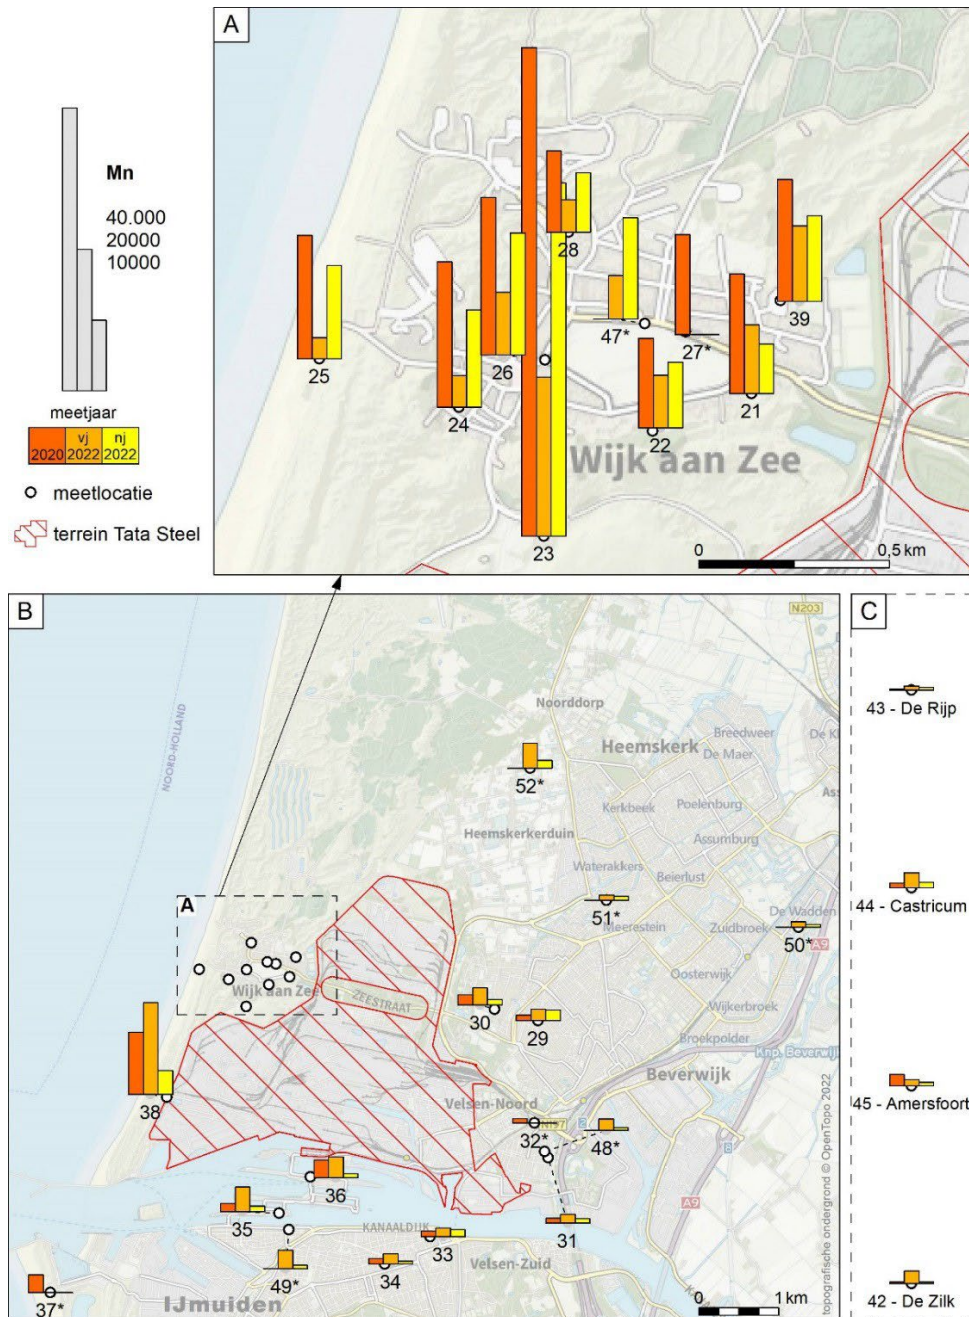 A
Mn
40.000
20000
10000
meetjaar
vj nj
2020 2022 2022
meetlocatie
terrein Tata Steel
28
47*
27*
39
25
26
24
21
22
Wijk aan Zee
23
0 0,5 km
B
C
N203
Noorddorp
NOORD-HOLLAND
Heemskerk
Breedweer
De Maer
43 - De Rijp
52*
Kerkbeek
Poelenburg
Heemskerkerduin
Assumburg
Waterakkers
Beierlust
A
51*
Meerestein
De Wadden
Zuidbroek
50*
A9
44 - Castricum
Wijk aan Zee
ZEESTRAAT
Oosterwijk
Wijkerbroek
30
29
Broekpolder
Knp. Beverwijk
Beverwijk
38
Velsen-Noord
N197
32*
48*
45 - Amersfoort
36
A9
35
KANAALDIJK
31
33
Velsen-Zuid
49*
34
37*
IJmuiden
0 1 km
42 - De Zilk
topografische ondergrond © OpenTopo 2022